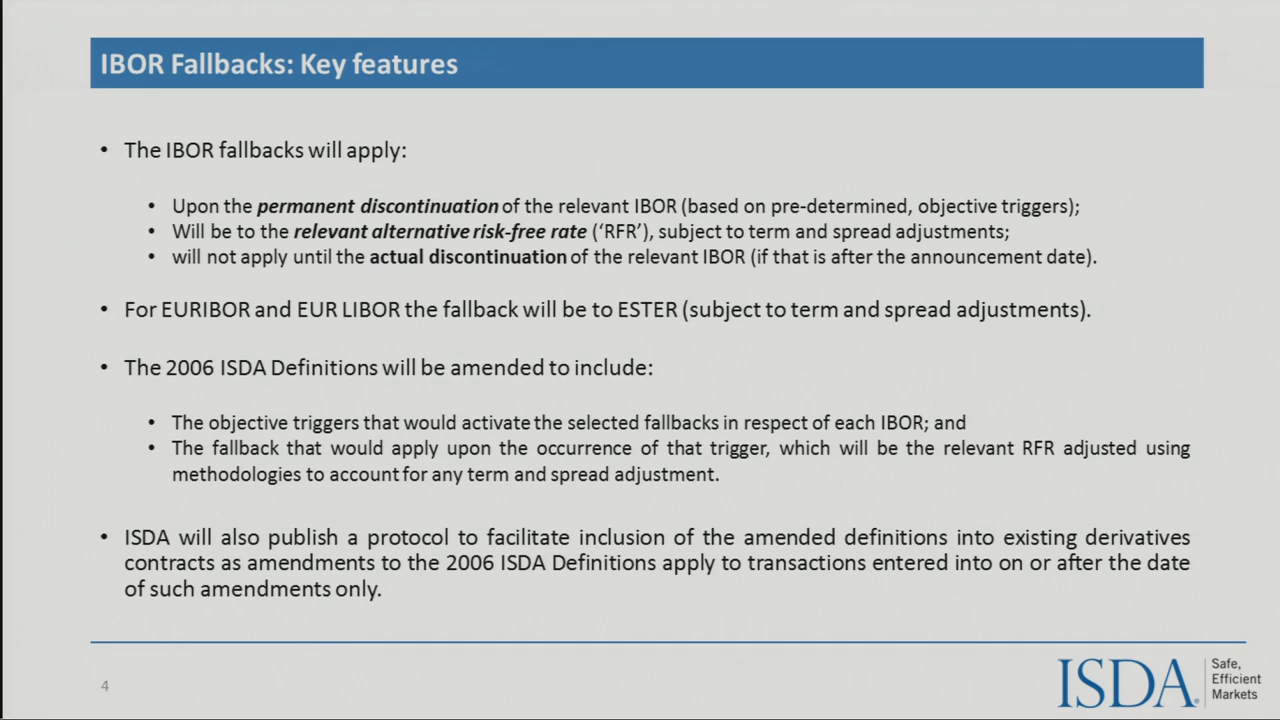 IBOR Fallbacks: Key features
• The IBOR fallbacks will apply:
• Upon the permanent discontinuation of the relevant IBOR (based on pre-determined, objective triggers);
• Will be to the relevant alternative risk-free rate (‘RFR’), subject to term and spread adjustments;
• will not apply until the actual discontinuation of the relevant IBOR (if that is after the announcement date).
• For EURIBOR and EUR LIBOR the fallback will be to ESTER (subject to term and spread adjustments).
• The 2006 ISDA Definitions will be amended to include:
• The objective triggers that would activate the selected fallbacks in respect of each IBOR; and
• The fallback that would apply upon the occurrence of that trigger, which will be the relevant RFR adjusted using
methodologies to account for any term and spread adjustment.
• ISDA will also publish a protocol to facilitate inclusion of the amended definitions into existing derivatives
contracts as amendments to the 2006 ISDA Definitions apply to transactions entered into on or after the date
of such amendments only.
4
ISDA®
Safe,
Efficient
Markets